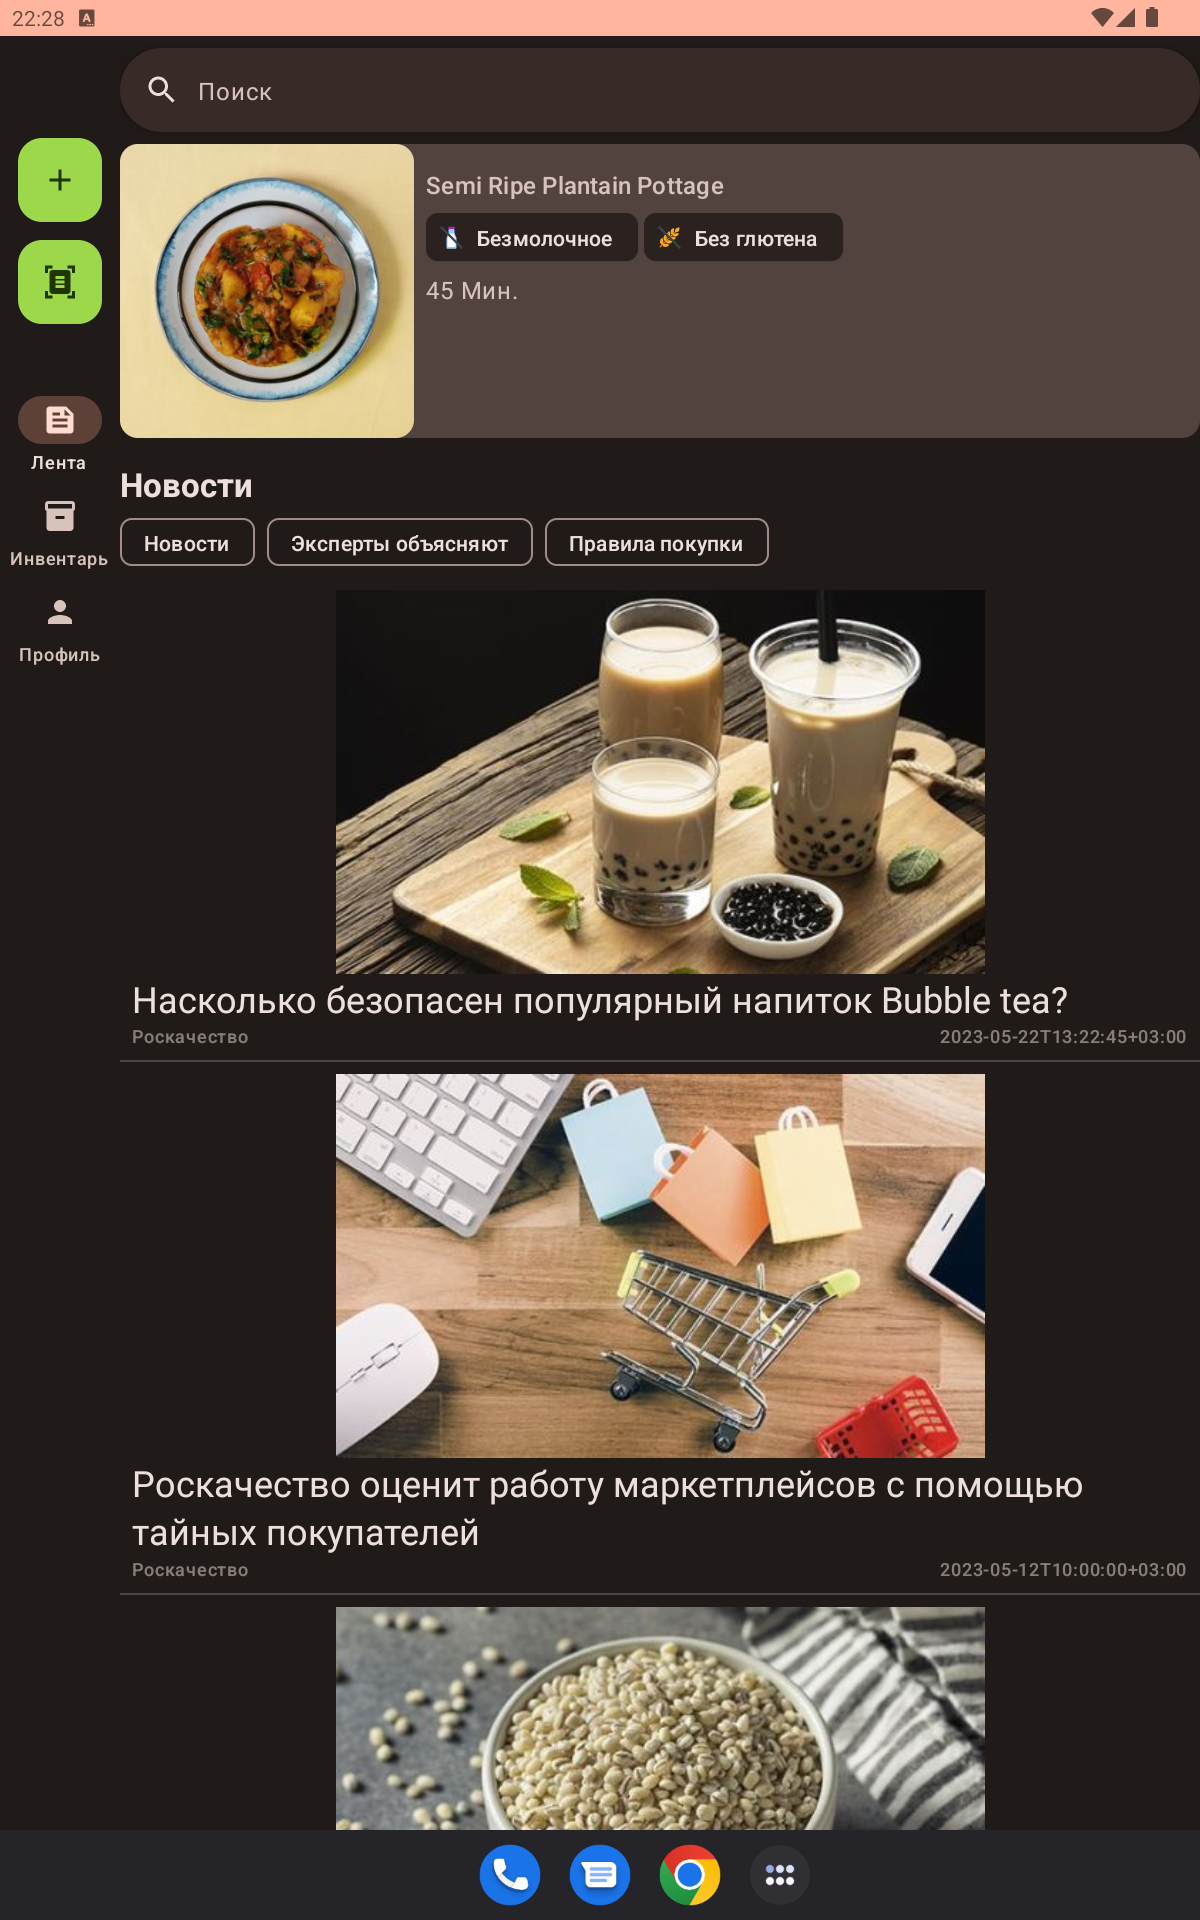 22:28
Поиск
Semi Ripe Plantain Pottage
Безмолочное
Без глютена
45 Мин.
Лента
Инвентарь
Профиль
Новости
Новости
Эксперты объясняют
Правила покупки
Насколько безопасен популярный напиток Bubble tea?
Роскачество
2023-05-22T13:22:45+03:00
Роскачество оценит работу маркетплейсов с помощью
тайных покупателей
Роскачество
2023-05-12T10:00:00+03:00